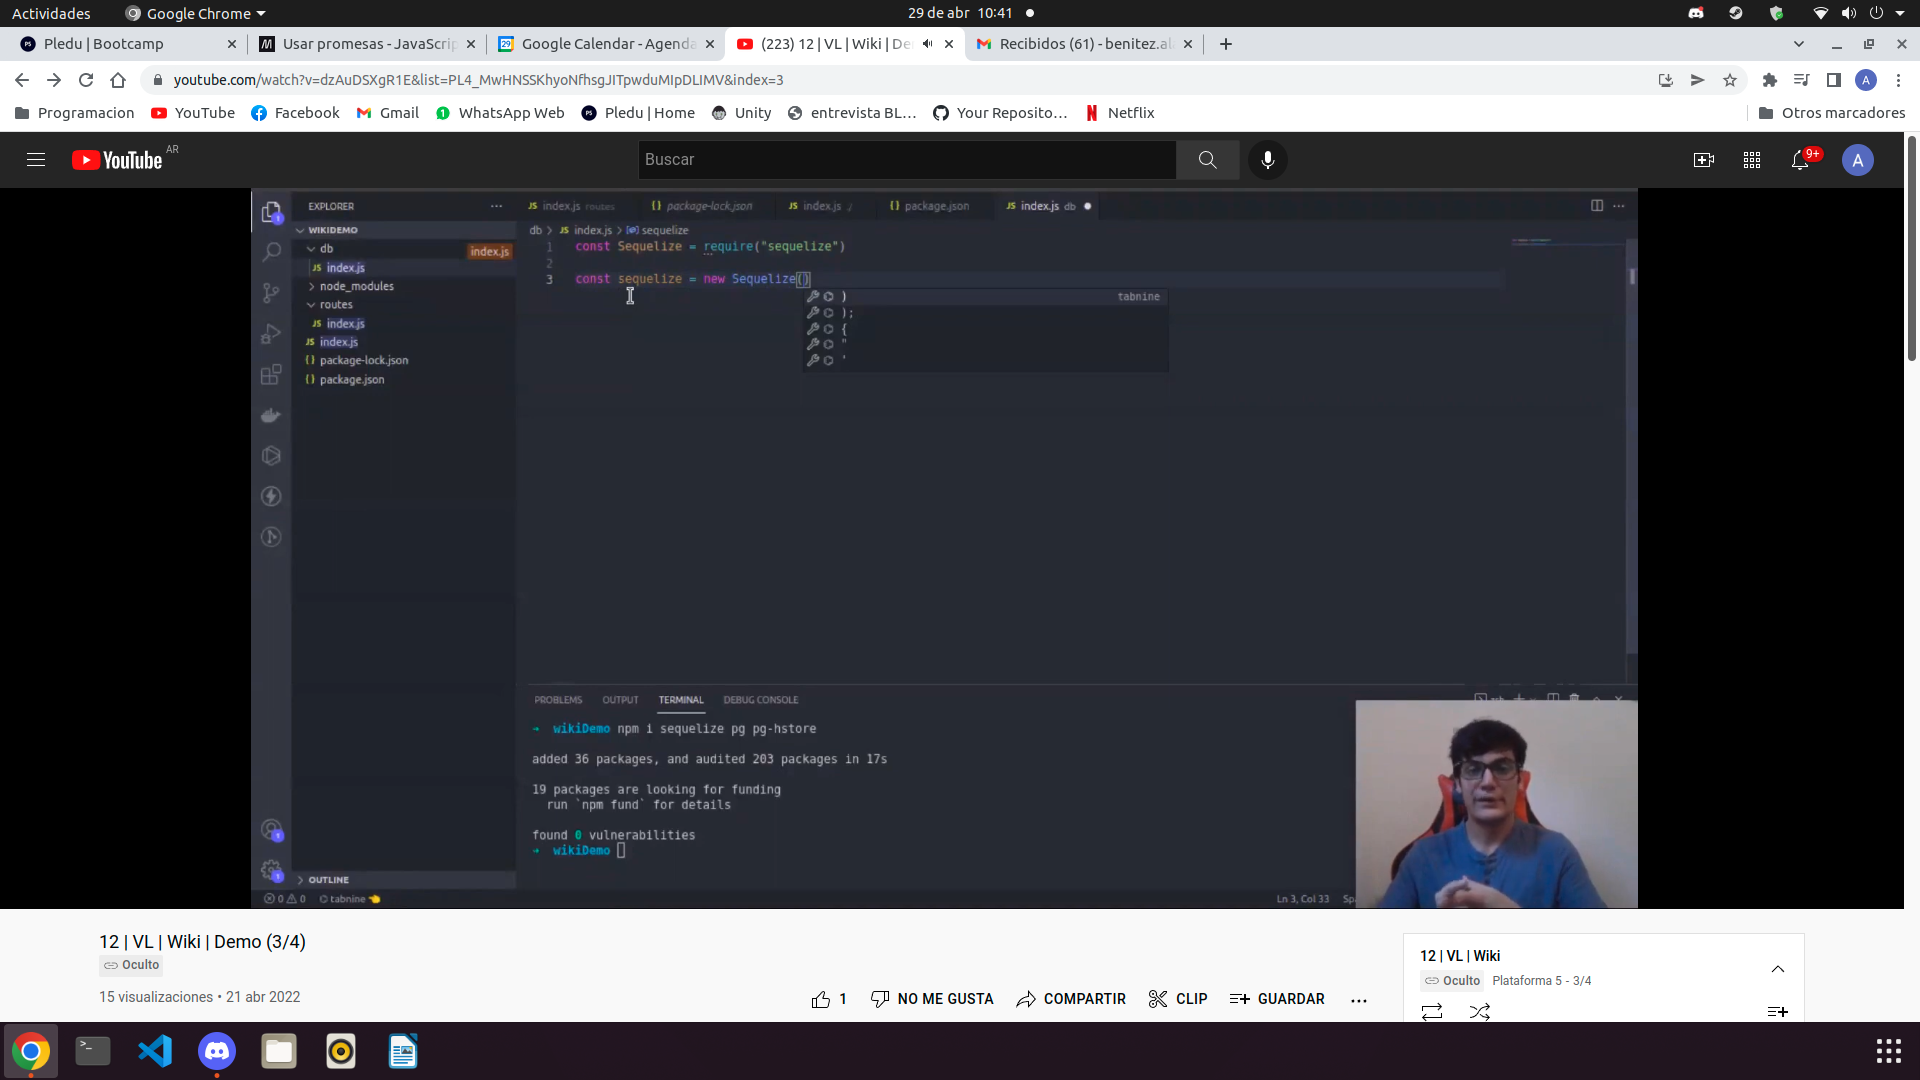 Actividades
Google Chrome
29 de abr 10:41
Pledu | Bootcamp
Usar promesas - JavaScrip
Google Calendar - Agenda
(223) 12 | VL | Wiki | De
Recibidos (61) - benitez.al
youtube.com/watch?v=dzAuDSXgR1E&list=PL4_MwHNSSKhyoNfhsgJITpwduMIpDLIMV&index=3
A
Programacion
YouTube
Facebook
Gmail
WhatsApp Web
Pledu | Home
Unity
entrevista BL...
Your Reposito...
Netflix
Otros marcadores
YouTube AR
Buscar
9+
A
EXPLORER
index.js routes
package-lock.json
index.js ./
package.json
index.js db
WIKIDEMO
db
index.js
index.js
node_modules
routes
index.js
index.js
package-lock.json
package.json
db > JS index.js > sequelize
1 const Sequelize = require("sequelize")
2
3 const sequelize = new Sequelize()
) tabnine
);
{
"
'
PROBLEMS OUTPUT TERMINAL DEBUG CONSOLE
→ wikiDemo npm i sequelize pg pg-hstore
added 36 packages, and audited 203 packages in 17s
19 packages are looking for funding
run `npm fund` for details
found 0 vulnerabilities
→ wikiDemo
OUTLINE
0 0 tabnine
Ln 3, Col 33 Sp
12 | VL | Wiki | Demo (3/4)
Oculto
15 visualizaciones • 21 abr 2022
1
NO ME GUSTA
COMPARTIR
CLIP
GUARDAR
12 | VL | Wiki
Oculto Plataforma 5 - 3/4